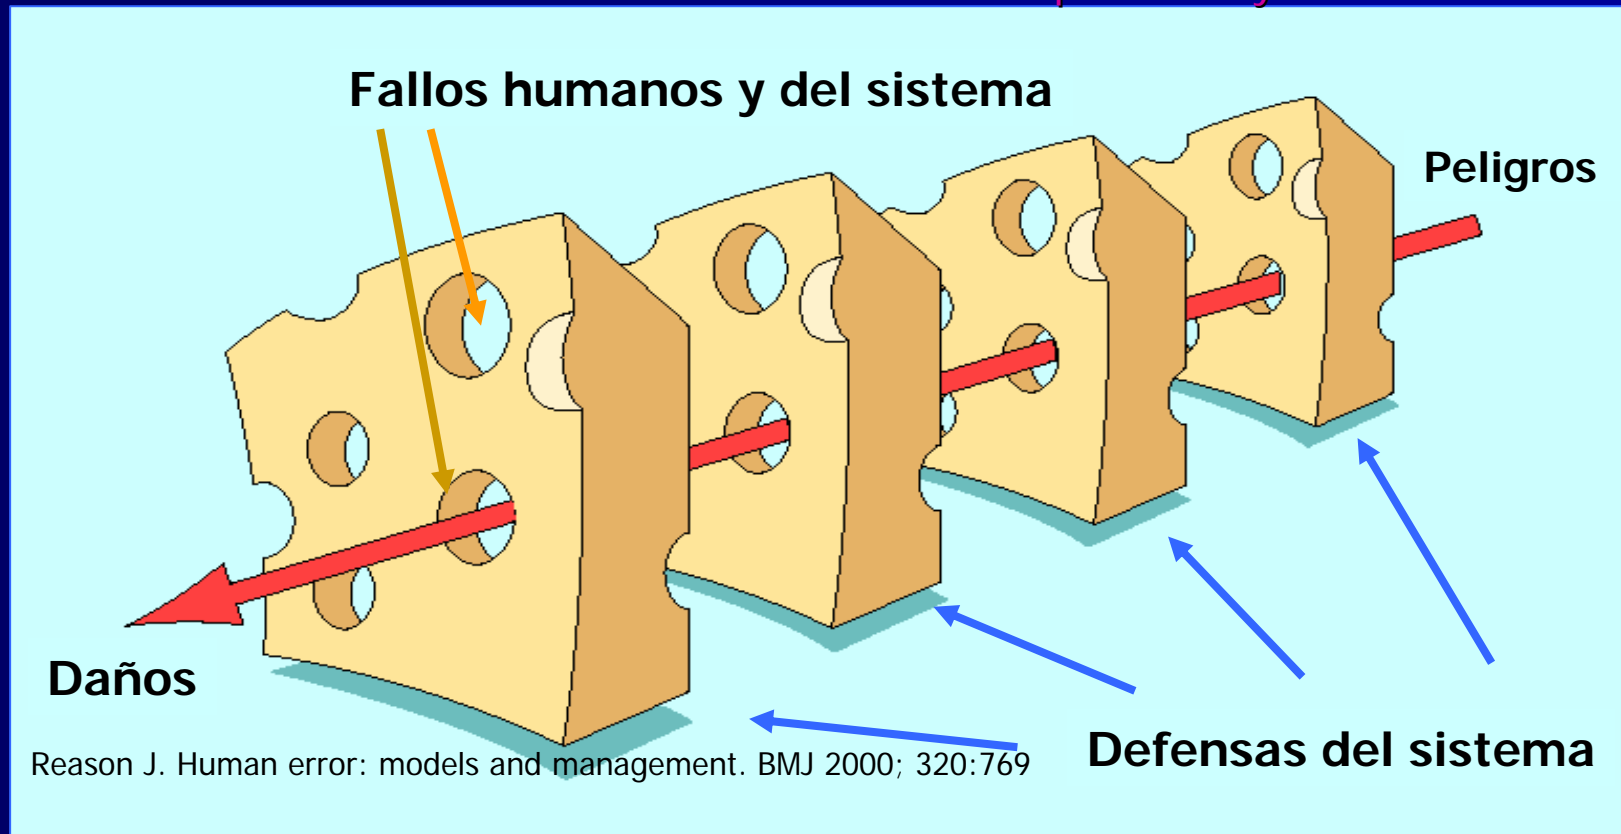 Fallos humanos y del sistema
Peligros
Daños
Defensas del sistema
Reason J. Human error: models and management. BMJ 2000; 320:769